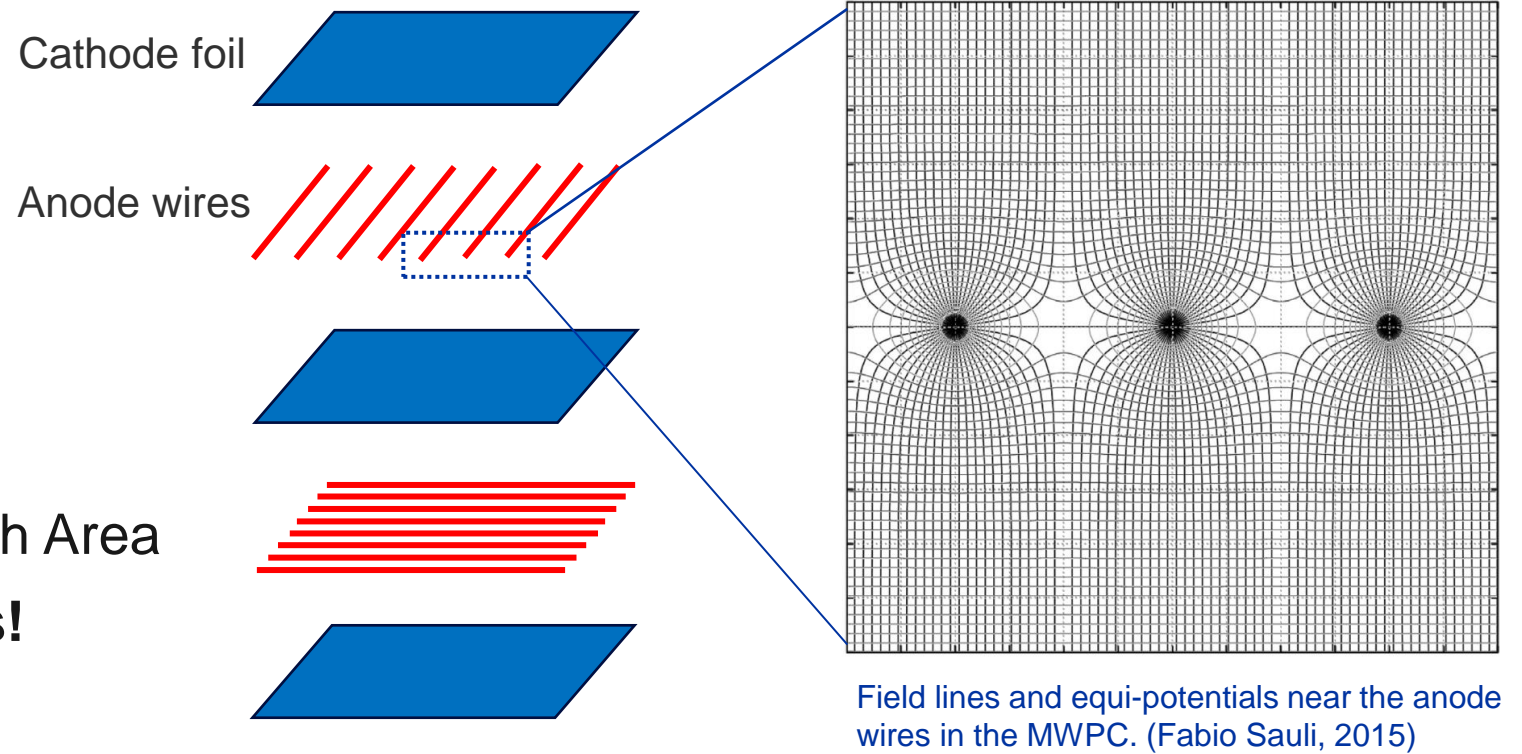 Cathode foil
Anode wires
h Area
s!
Field lines and equi-potentials near the anode
wires in the MWPC. (Fabio Sauli, 2015)